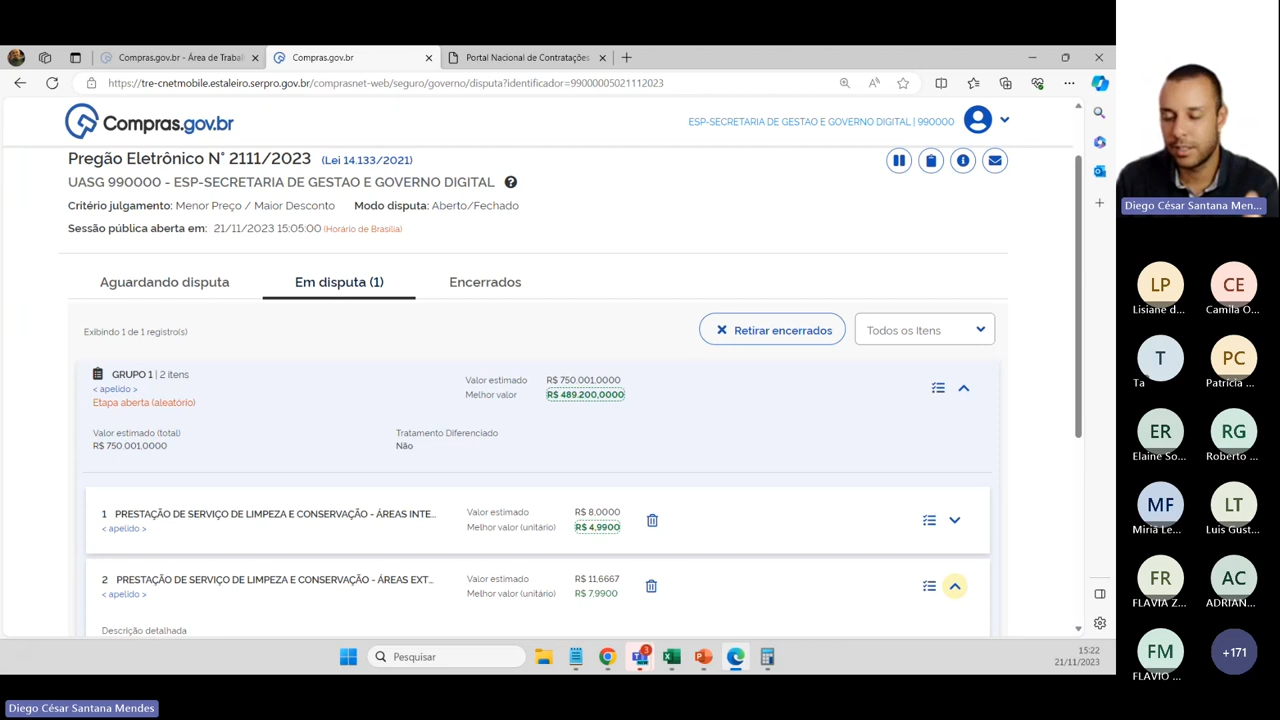 Compras.gov.br - Área de Trabal
Compras.gov.br
Portal Nacional de Contratações
https://tre-cnetmobile.estaleiro.serpro.gov.br/comprasnet-web/seguro/governo/disputa?identificador=99000005021112023
Compras.gov.br
ESP-SECRETARIA DE GESTAO E GOVERNO DIGITAL | 990000
Pregão Eletrônico N° 2111/2023 (Lei 14.133/2021)
UASG 990000 - ESP-SECRETARIA DE GESTAO E GOVERNO DIGITAL
Critério julgamento: Menor Preço / Maior Desconto Modo disputa: Aberto/Fechado
Sessão pública aberta em: 21/11/2023 15:05:00 (Horário de Brasília)
Aguardando disputa Em disputa (1) Encerrados
Exibindo 1 de 1 registro(s)
Retirar encerrados
Todos os Itens
GRUPO 1 | 2 itens
< apelido >
Etapa aberta (aleatório)
Valor estimado R$ 750.001,0000
Melhor valor R$ 489.200,0000
Valor estimado (total)
R$ 750.001,0000
Tratamento Diferenciado
Não
1 PRESTAÇÃO DE SERVIÇO DE LIMPEZA E CONSERVAÇÃO - ÁREAS INTE...
< apelido >
Valor estimado R$ 8,0000
Melhor valor (unitário) R$ 4,9900
2 PRESTAÇÃO DE SERVIÇO DE LIMPEZA E CONSERVAÇÃO - ÁREAS EXT...
< apelido >
Valor estimado R$ 11,6667
Melhor valor (unitário) R$ 7,9900
Descrição detalhada
Pesquisar
3
15:22
21/11/2023
Diego César Santana Men...
LP
Lisiane d...
CE
Camila O...
T
Ta
PC
Patrícia ...
ER
Elaine So...
RG
Roberto ...
MF
Miriã Le...
LT
Luis Gust...
FR
FLAVIA Z...
AC
ADRIAN...
FM
FLAVIO ...
+171
Diego César Santana Mendes